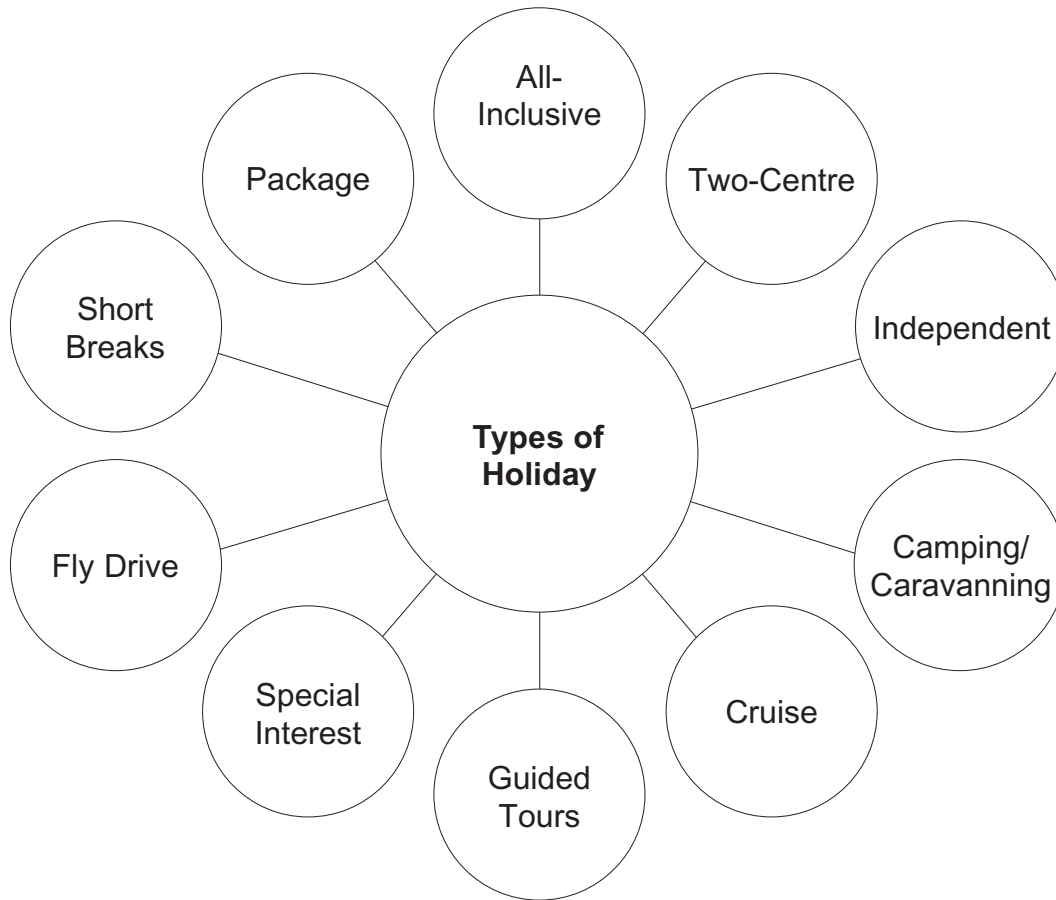 All-
Inclusive
Package
Two-Centre
Short
Breaks
Independent
Types of
Holiday
Fly Drive
Camping/
Caravanning
Special
Interest
Cruise
Guided
Tours